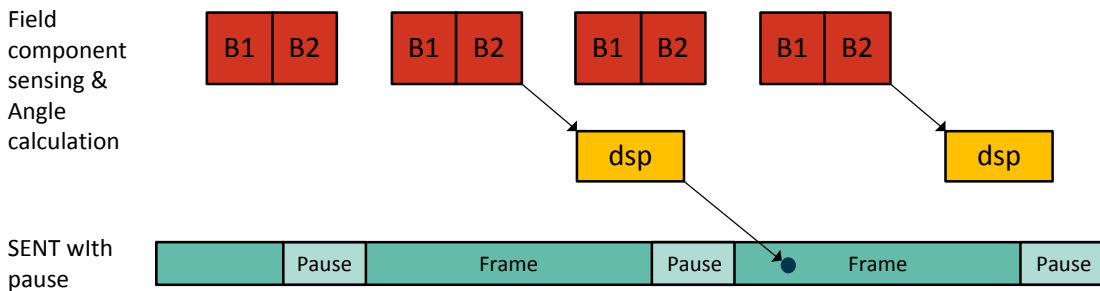 Field
component
sensing &
Angle
calculation
B1 B2 B1 B2 B1 B2 B1 B2
dsp dsp
SENT wIth
pause
Pause Frame Pause Frame Pause